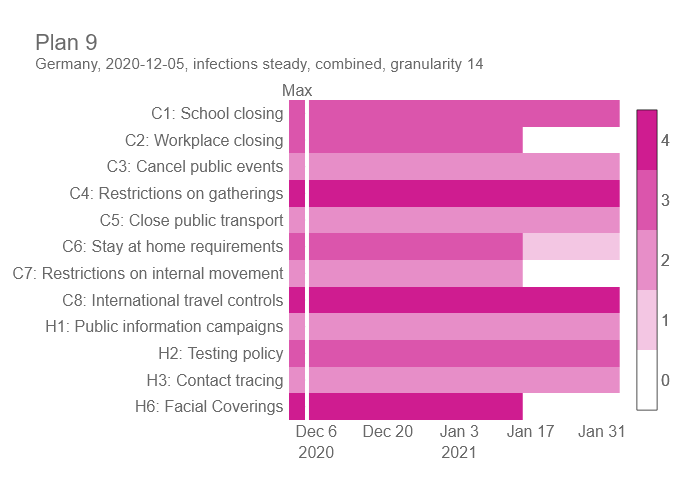 Plan 9
Germany, 2020-12-05, infections steady, combined, granularity 14
Max
C1: School closing
C2: Workplace closing
C3: Cancel public events
C4: Restrictions on gatherings
C5: Close public transport
C6: Stay at home requirements
C7: Restrictions on internal movement
C8: International travel controls
H1: Public information campaigns
H2: Testing policy
H3: Contact tracing
H6: Facial Coverings
Dec 6 Dec 20 Jan 3 Jan 17 Jan 31
2020 2021
4
3
2
1
0